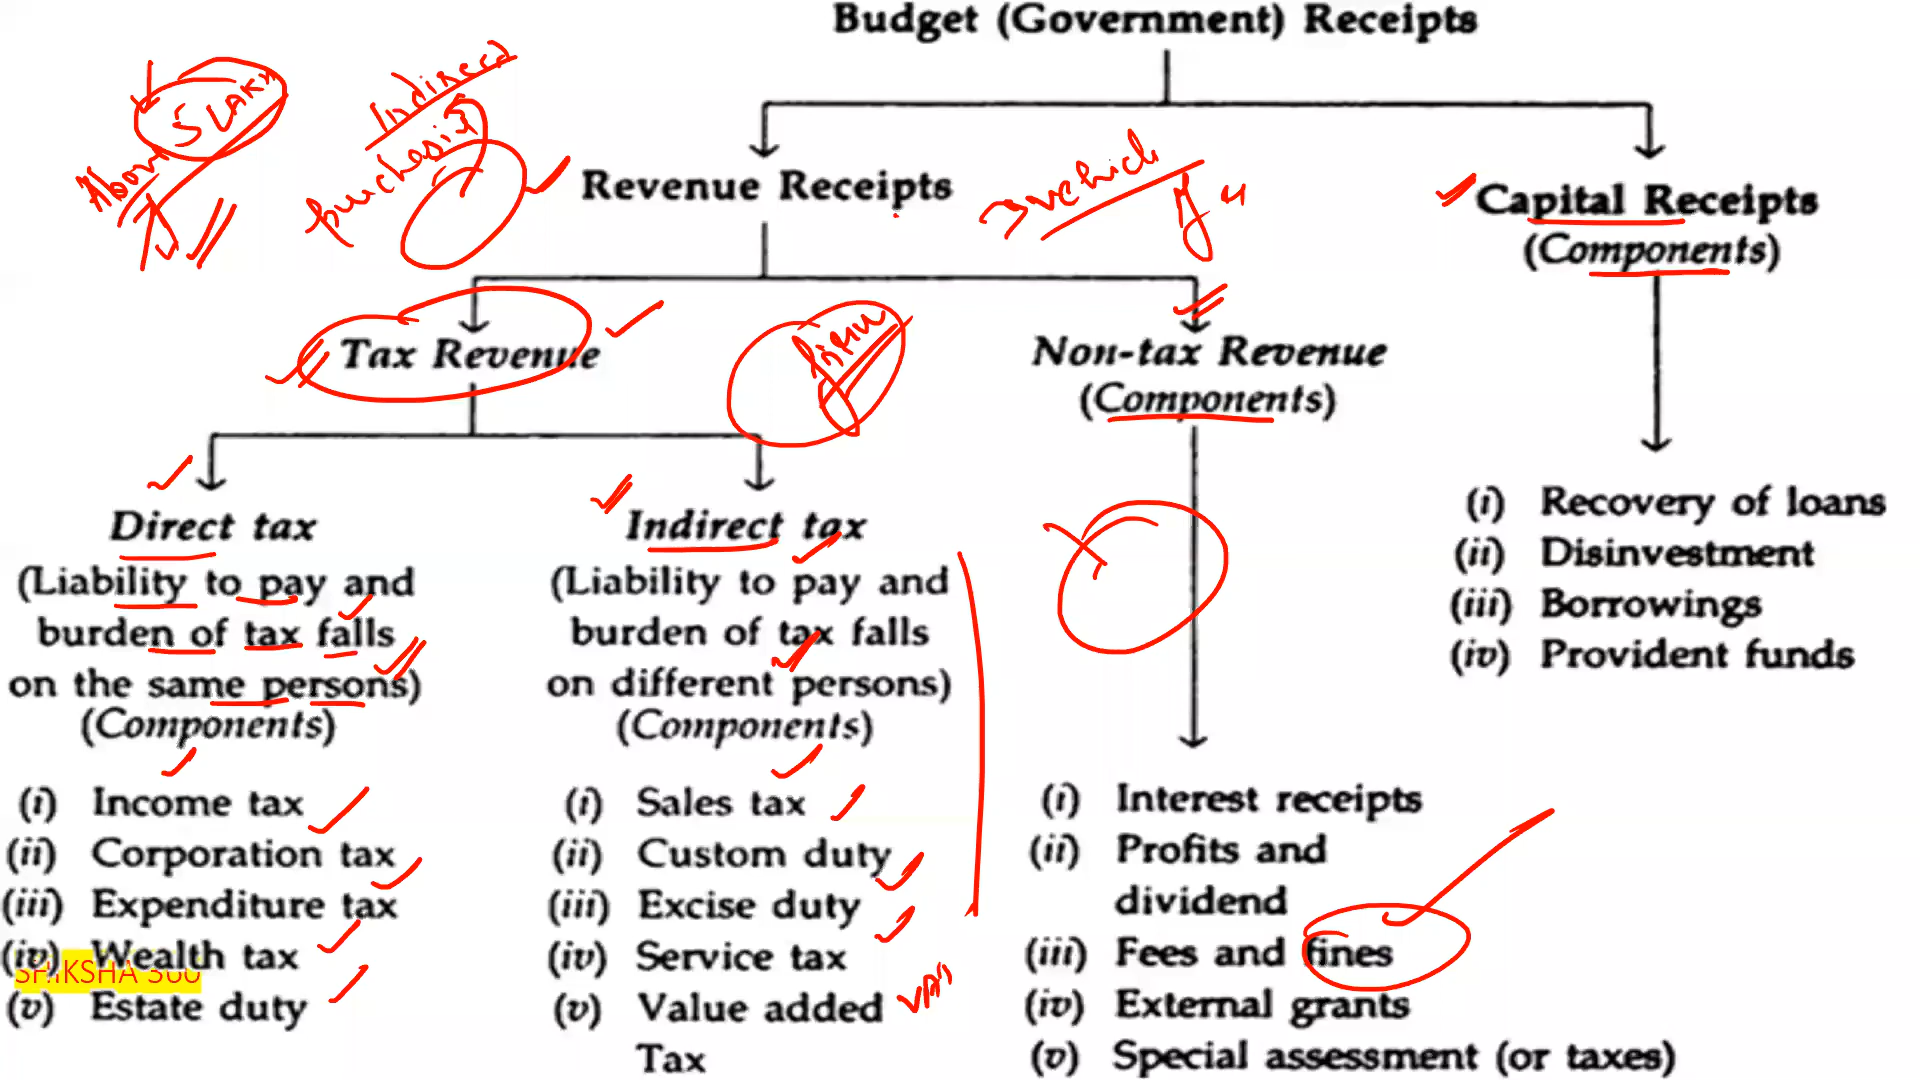 Budget (Government) Receipts
5 LAKH
Above
Indirect
Revenue Receipts
Capital Receipts
(Components)
Tax Revenue
Non-tax Revenue
(Components)
Direct tax
(Liability to pay and
burden of tax falls
on the same persons)
(Components)
(i) Income tax
(ii) Corporation tax
(iii) Expenditure tax
(iv) Wealth tax
SHIKSHA 360
(v) Estate duty
Indirect tax
(Liability to pay and
burden of tax falls
on different persons)
(Components)
(i) Sales tax
(ii) Custom duty
(iii) Excise duty
(iv) Service tax
(v) Value added
Tax
VAT
(i) Interest receipts
(ii) Profits and
dividend
(iii) Fees and fines
(iv) External grants
(v) Special assessment (or taxes)
(i) Recovery of loans
(ii) Disinvestment
(iii) Borrowings
(iv) Provident funds